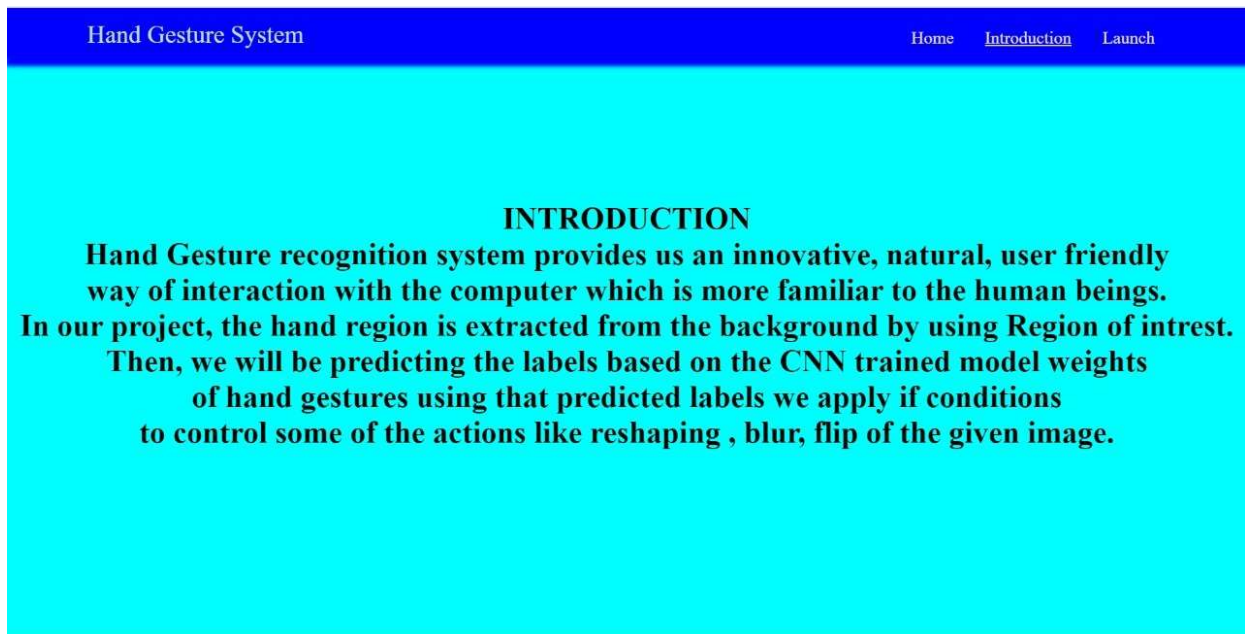 Hand Gesture System
Home Introduction Launch
INTRODUCTION
Hand Gesture recognition system provides us an innovative, natural, user friendly
way of interaction with the computer which is more familiar to the human beings.
In our project, the hand region is extracted from the background by using Region of intrest.
Then, we will be predicting the labels based on the CNN trained model weights
of hand gestures using that predicted labels we apply if conditions
to control some of the actions like reshaping , blur, flip of the given image.